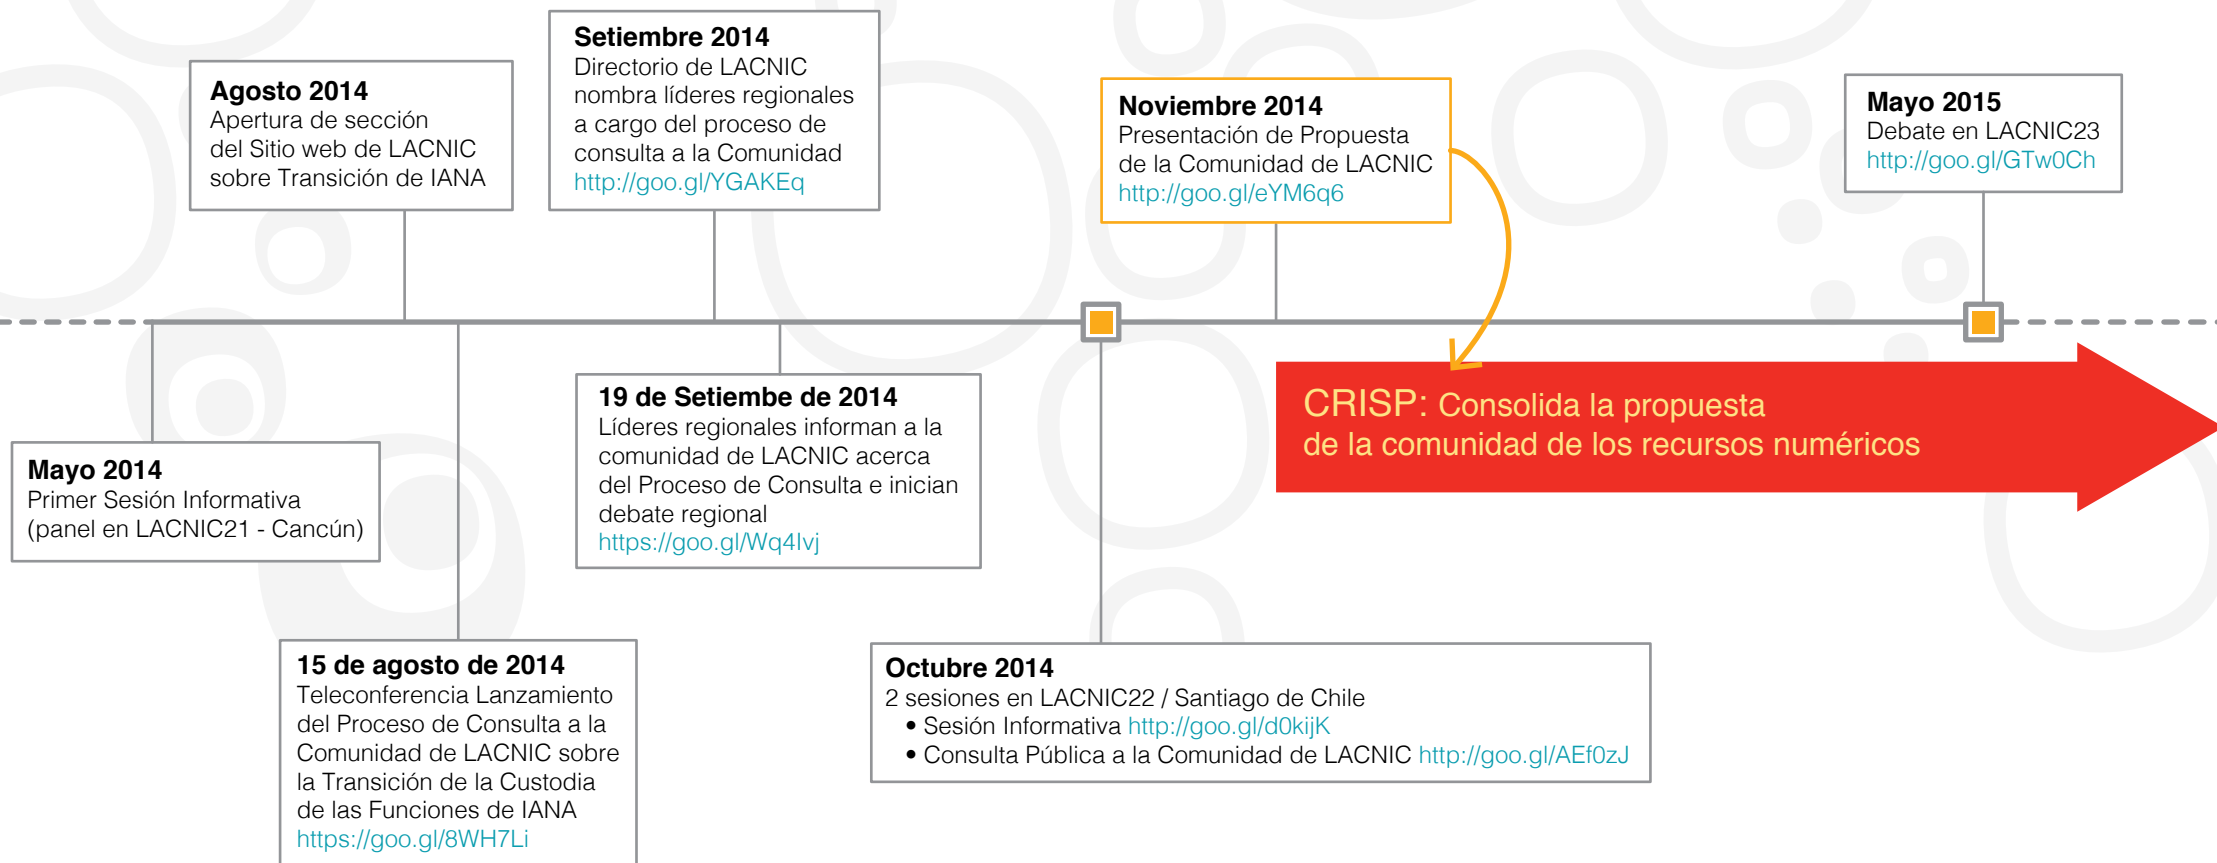 Setiembre 2014
Directorio de LACNIC
nombra líderes regionales
a cargo del proceso de
consulta a la Comunidad
http://goo.gl/YGAKEq
Agosto 2014
Apertura de sección
del Sitio web de LACNIC
sobre Transición de IANA
Noviembre 2014
Presentación de Propuesta
de la Comunidad de LACNIC
http://goo.gl/eYM6q6
Mayo 2015
Debate en LACNIC23
http://goo.gl/GTw0Ch
CRISP: Consolida la propuesta
de la comunidad de los recursos numéricos
19 de Setiembe de 2014
Líderes regionales informan a la
comunidad de LACNIC acerca
del Proceso de Consulta e inician
debate regional
https://goo.gl/Wq4Ivj
Mayo 2014
Primer Sesión Informativa
(panel en LACNIC21 - Cancún)
15 de agosto de 2014
Teleconferencia Lanzamiento
del Proceso de Consulta a la
Comunidad de LACNIC sobre
la Transición de la Custodia
de las Funciones de IANA
https://goo.gl/8WH7Li
Octubre 2014
2 sesiones en LACNIC22 / Santiago de Chile
• Sesión Informativa http://goo.gl/d0kijK
• Consulta Pública a la Comunidad de LACNIC http://goo.gl/AEf0zJ